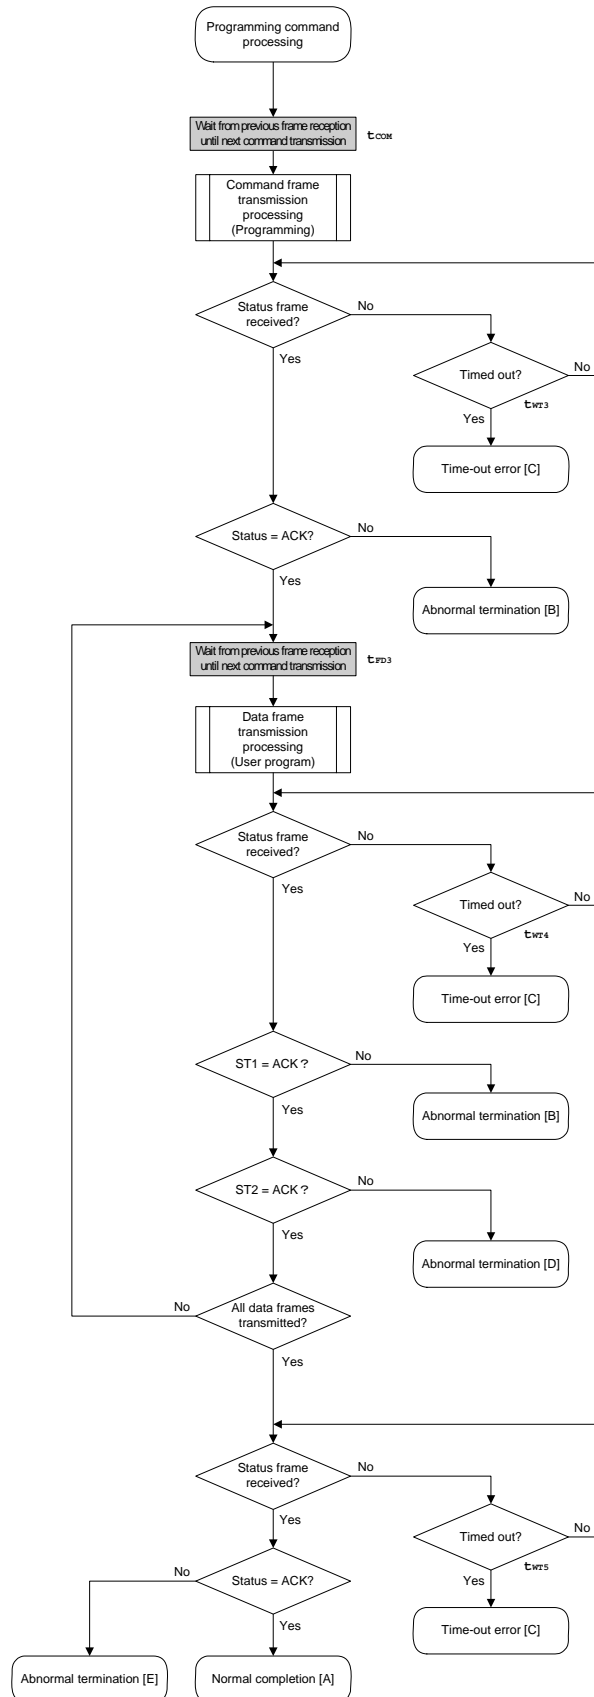 Programming command
processing
Wait from previous frame reception
until next command transmission
tCOM
Command frame
transmission
processing
(Programming)
Status frame
received?
No
Yes
Timed out?
No
tWT3
Yes
Time-out error [C]
Status = ACK?
No
Yes
Abnormal termination [B]
Wait from previous frame reception
until next command transmission
tFD3
Data frame
transmission
processing
(User program)
Status frame
received?
No
Yes
Timed out?
No
tWT4
Yes
Time-out error [C]
ST1 = ACK?
No
Yes
Abnormal termination [B]
ST2 = ACK?
No
Yes
Abnormal termination [D]
No
All data frames
transmitted?
Yes
Status frame
received?
No
Yes
Timed out?
No
tWT5
Yes
Time-out error [C]
No
Status = ACK?
Yes
Abnormal termination [E]
Normal completion [A]